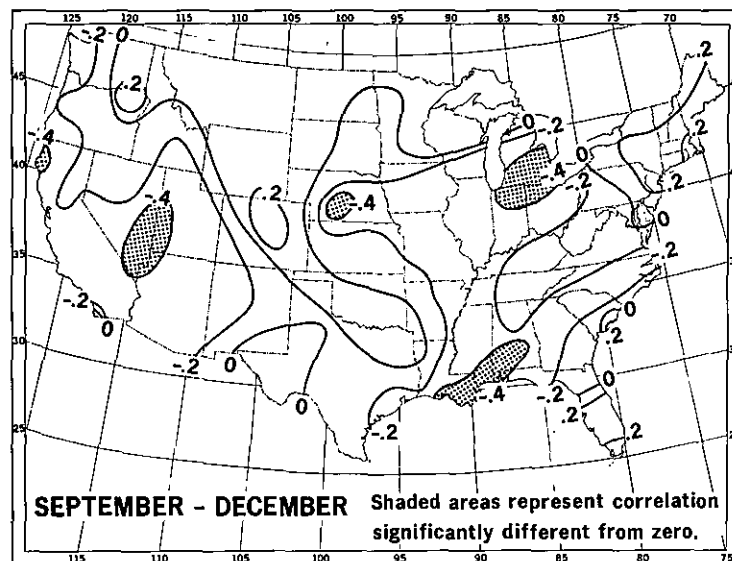 125 120 115 110 105 100 95 90 85 80 75 70 65
-.2 0 .2
45 .2 0 -.2
-.4 0 .2
40 -.4 .2 -.4 -.4 -.2 .2
35 0
.2
-.2 0
30 0 -.2 0 .2
0 -.2 -.4 -.2 0
25 .2 .2
SEPTEMBER - DECEMBER Shaded areas represent correlation
significantly different from zero.
115 110 105 100 95 90 85 80 75